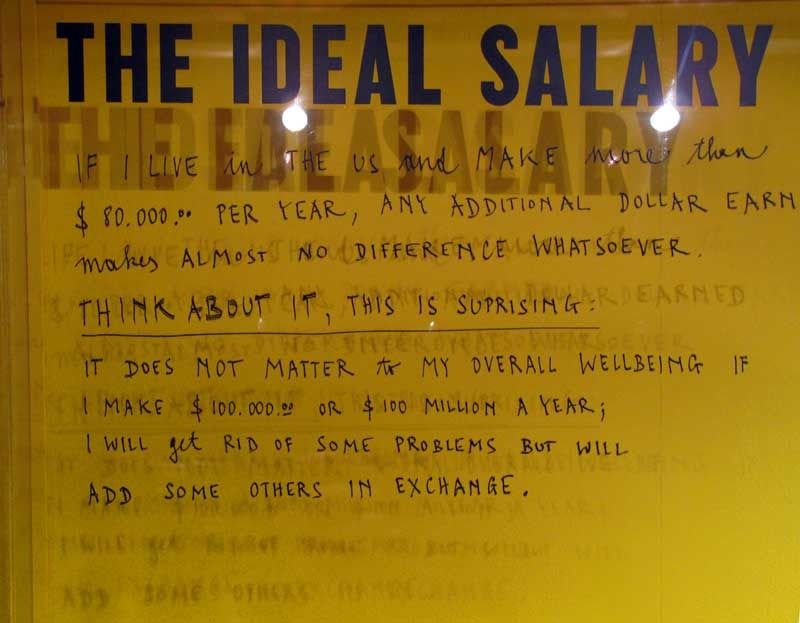 THE IDEAL SALARY
IF I LIVE in THE US and MAKE more than
$ 80.000.00 PER YEAR, ANY ADDITIONAL DOLLAR EARN
makes ALMOST NO DIFFERENCE WHATSOEVER.
THINK ABOUT IT, THIS IS SUPRISING:
IT DOES NOT MATTER to MY OVERALL WELLBEING IF
I MAKE $100.000.00 OR $100 MILLION A YEAR;
I WILL get RID OF SOME PROBLEMS BUT WILL
ADD SOME OTHERS IN EXCHANGE.